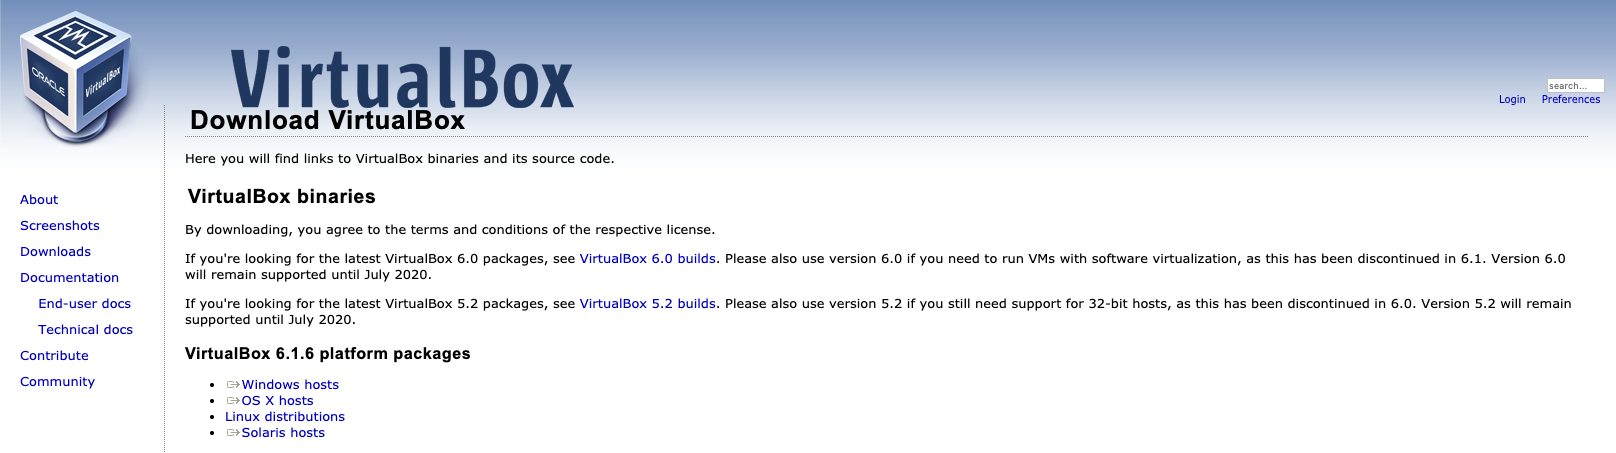 ORACLE
VirtualBox
VirtualBox
search...
Login Preferences
Download VirtualBox
Here you will find links to VirtualBox binaries and its source code.
About
Screenshots
Downloads
Documentation
End-user docs
Technical docs
Contribute
Community
VirtualBox binaries
By downloading, you agree to the terms and conditions of the respective license.
If you're looking for the latest VirtualBox 6.0 packages, see VirtualBox 6.0 builds. Please also use version 6.0 if you need to run VMs with software virtualization, as this has been discontinued in 6.1. Version 6.0
will remain supported until July 2020.
If you're looking for the latest VirtualBox 5.2 packages, see VirtualBox 5.2 builds. Please also use version 5.2 if you still need support for 32-bit hosts, as this has been discontinued in 6.0. Version 5.2 will remain
supported until July 2020.
VirtualBox 6.1.6 platform packages
Windows hosts
OS X hosts
Linux distributions
Solaris hosts